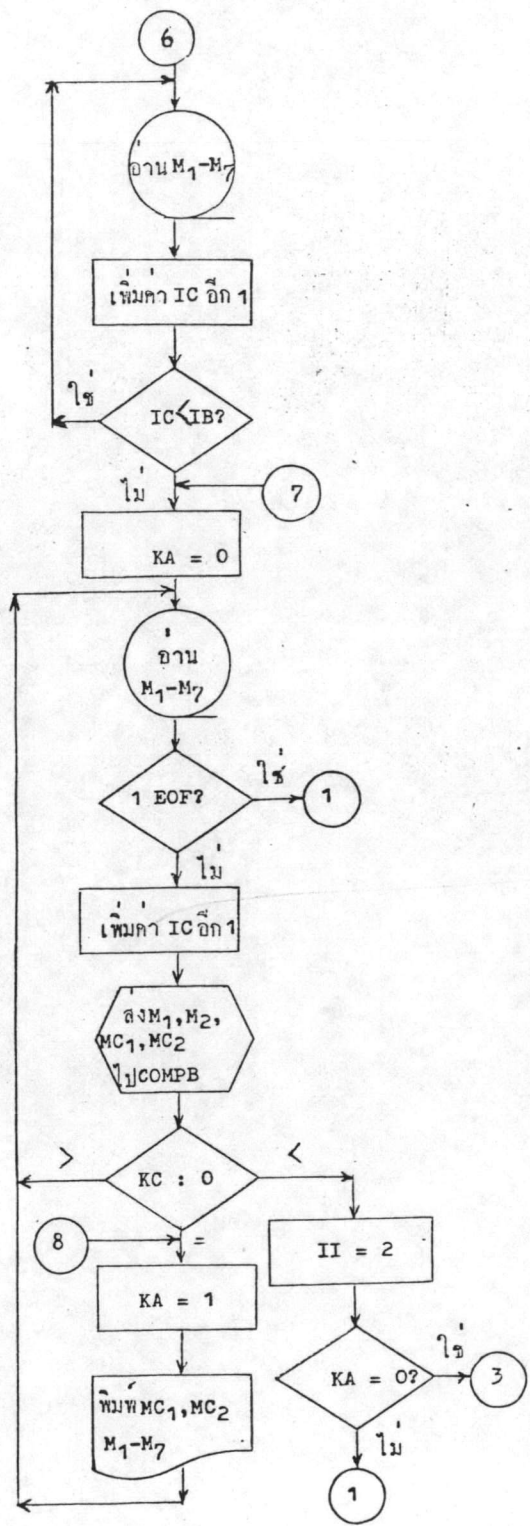 6
อ่าน M1-M7
เพิ่มค่า IC อีก 1
ใช่
IC<IB?
ไม่
7
KA = 0
อ่าน
M1-M7
ใช่
1 EOF?
1
ไม่
เพิ่มค่า IC อีก 1
ส่งM1,M2,
MC1,MC2
ไปCOMPB
>
KC : 0
<
8
=
II = 2
KA = 1
KA = 0?
ใช่
3
พิมพ์MC1,MC2
M1-M7
ไม่
1